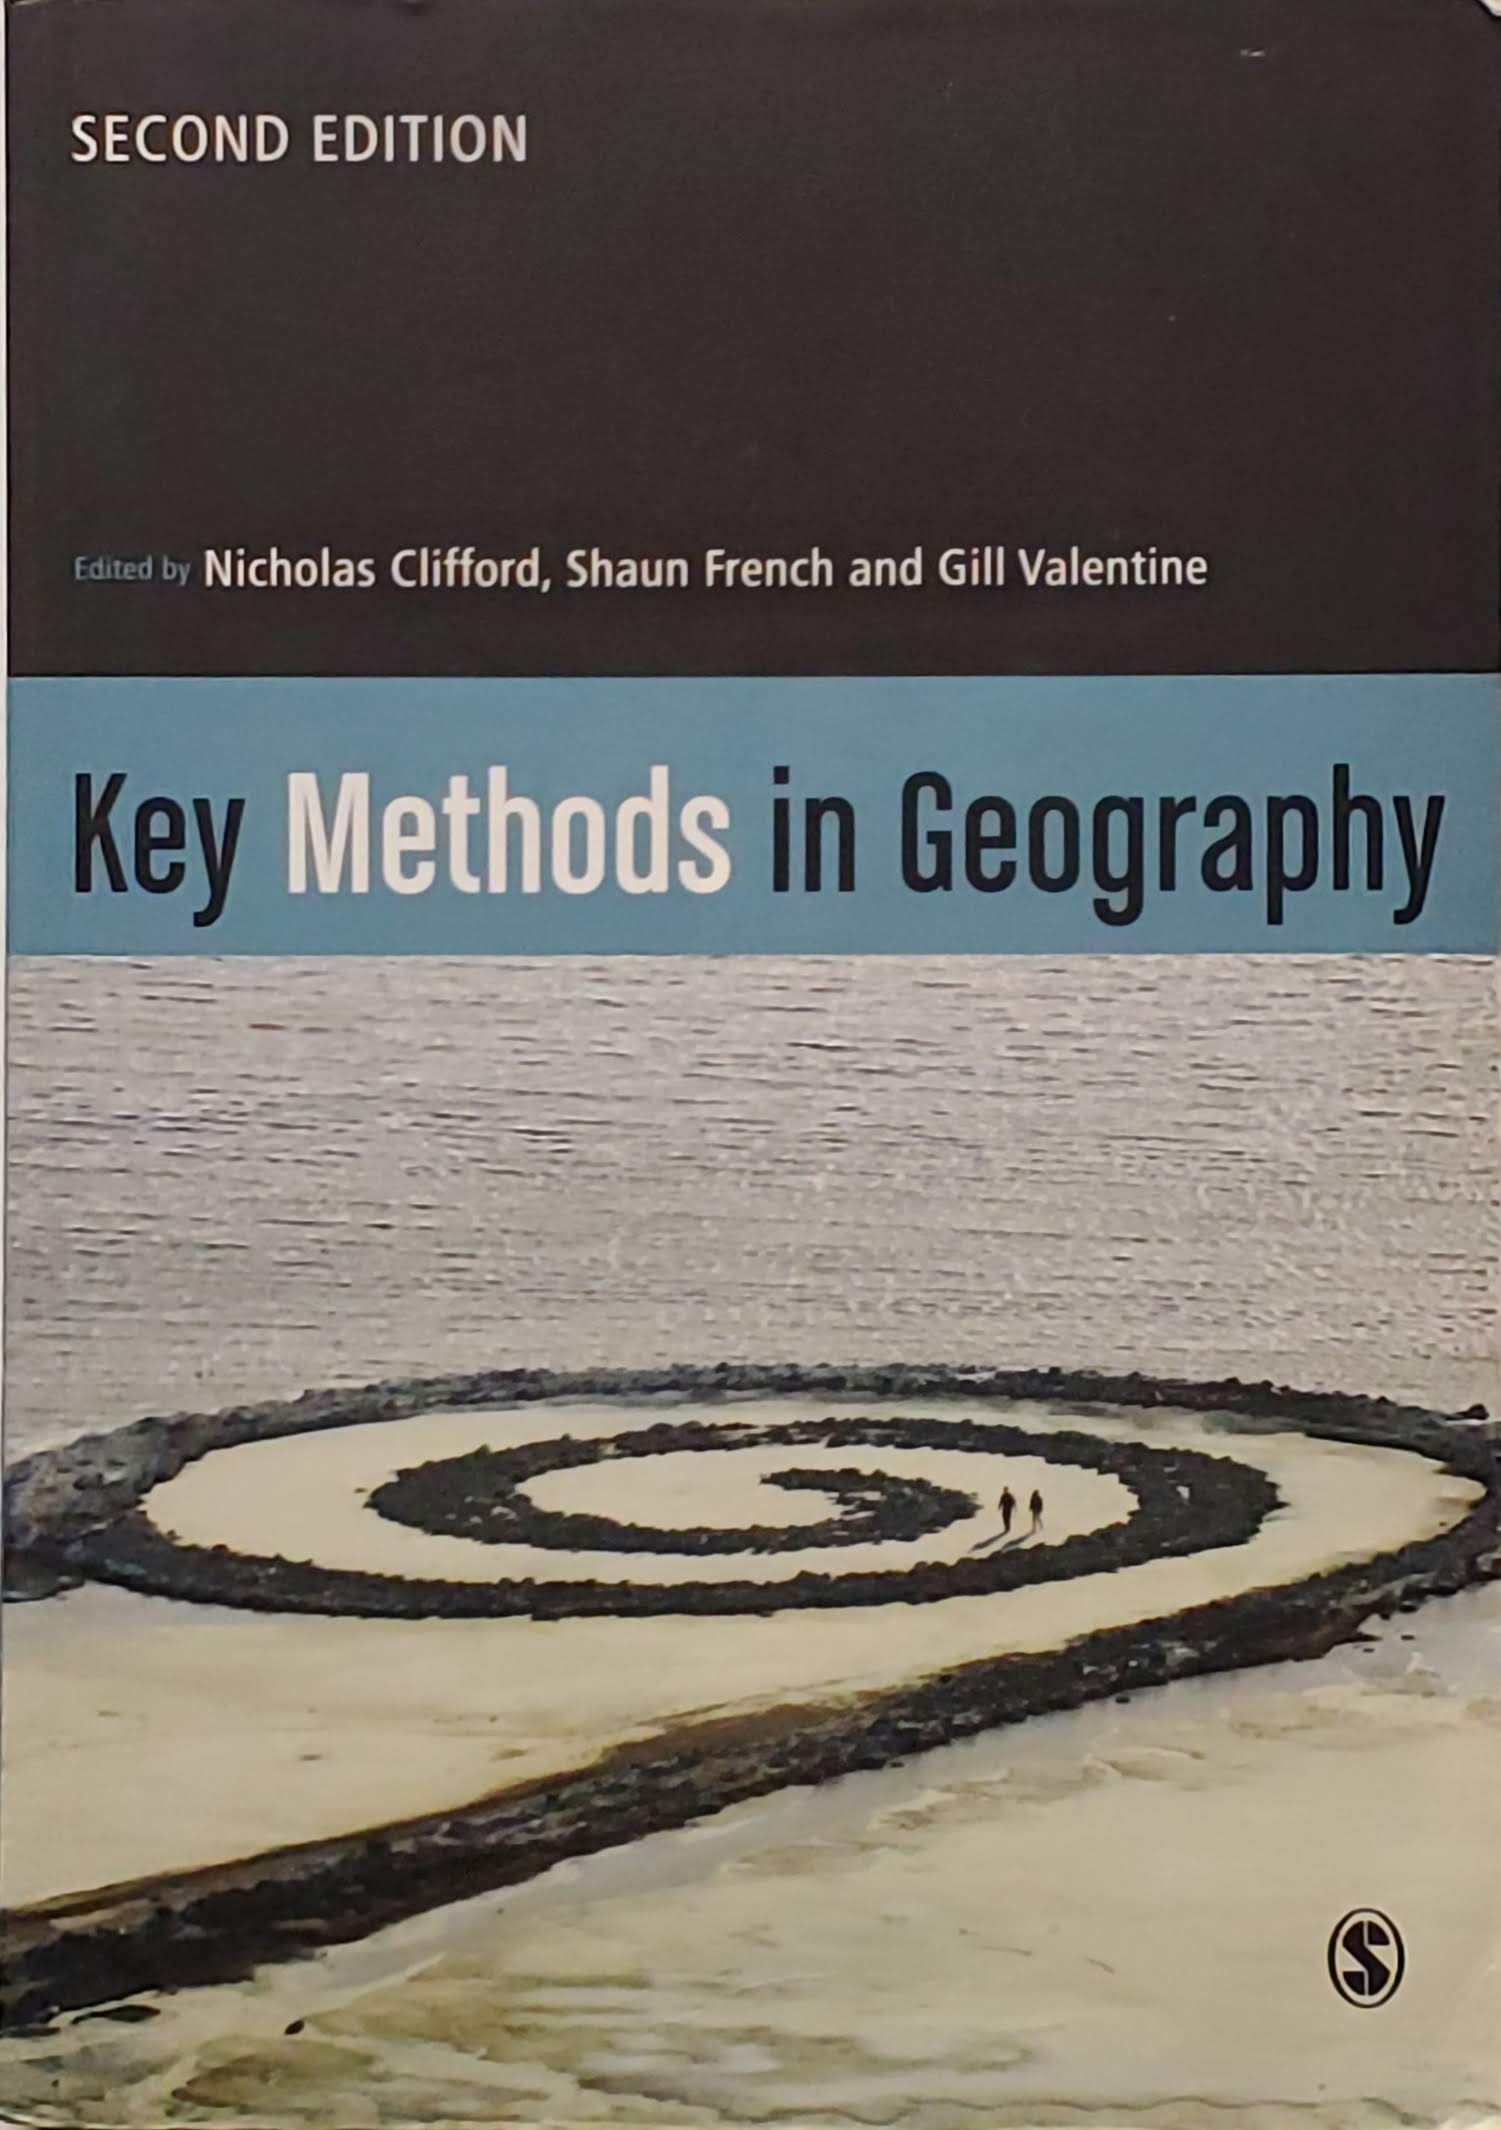 SECOND EDITION
Edited by Nicholas Clifford, Shaun French and Gill Valentine
Key Methods in Geography
S